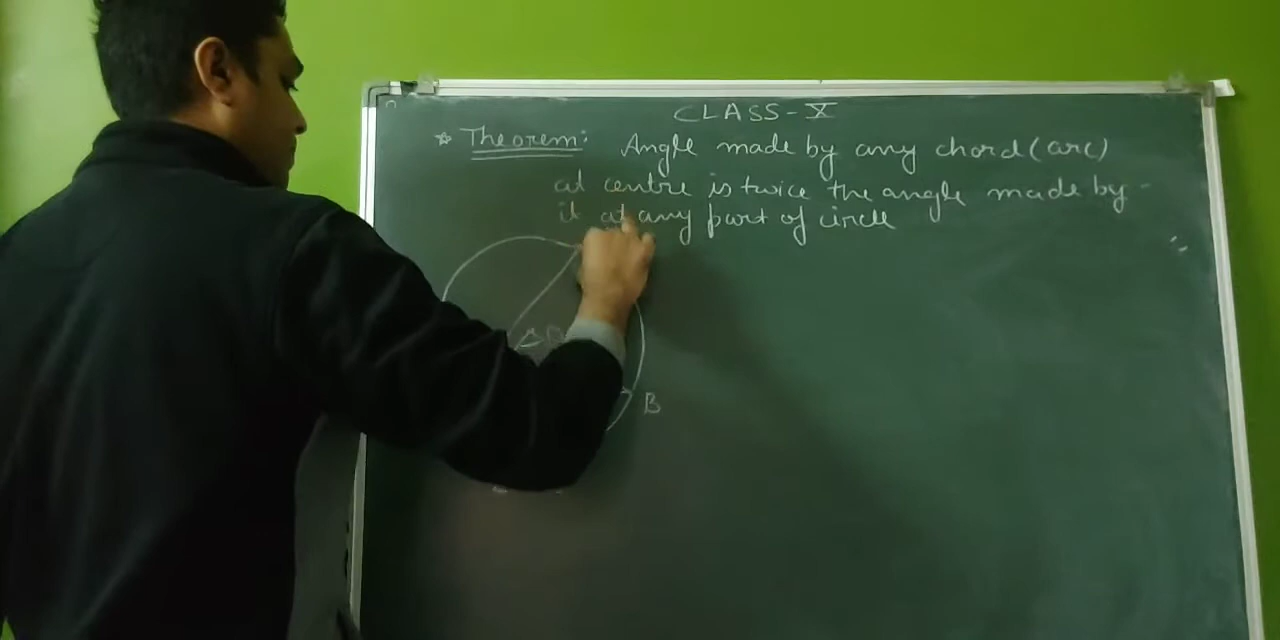 CLASS-X
☆ Theorem: Angle made by any chord (arc)
at centre is twice the angle made by
it at any part of circle
B